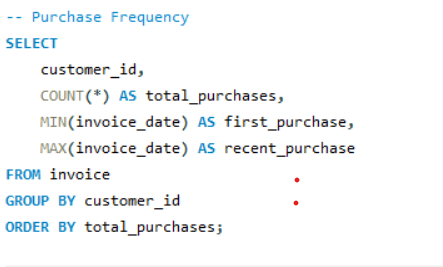 -- Purchase Frequency
SELECT
    customer_id,
    COUNT(*) AS total_purchases,
    MIN(invoice_date) AS first_purchase,
    MAX(invoice_date) AS recent_purchase
FROM invoice
GROUP BY customer_id
ORDER BY total_purchases;